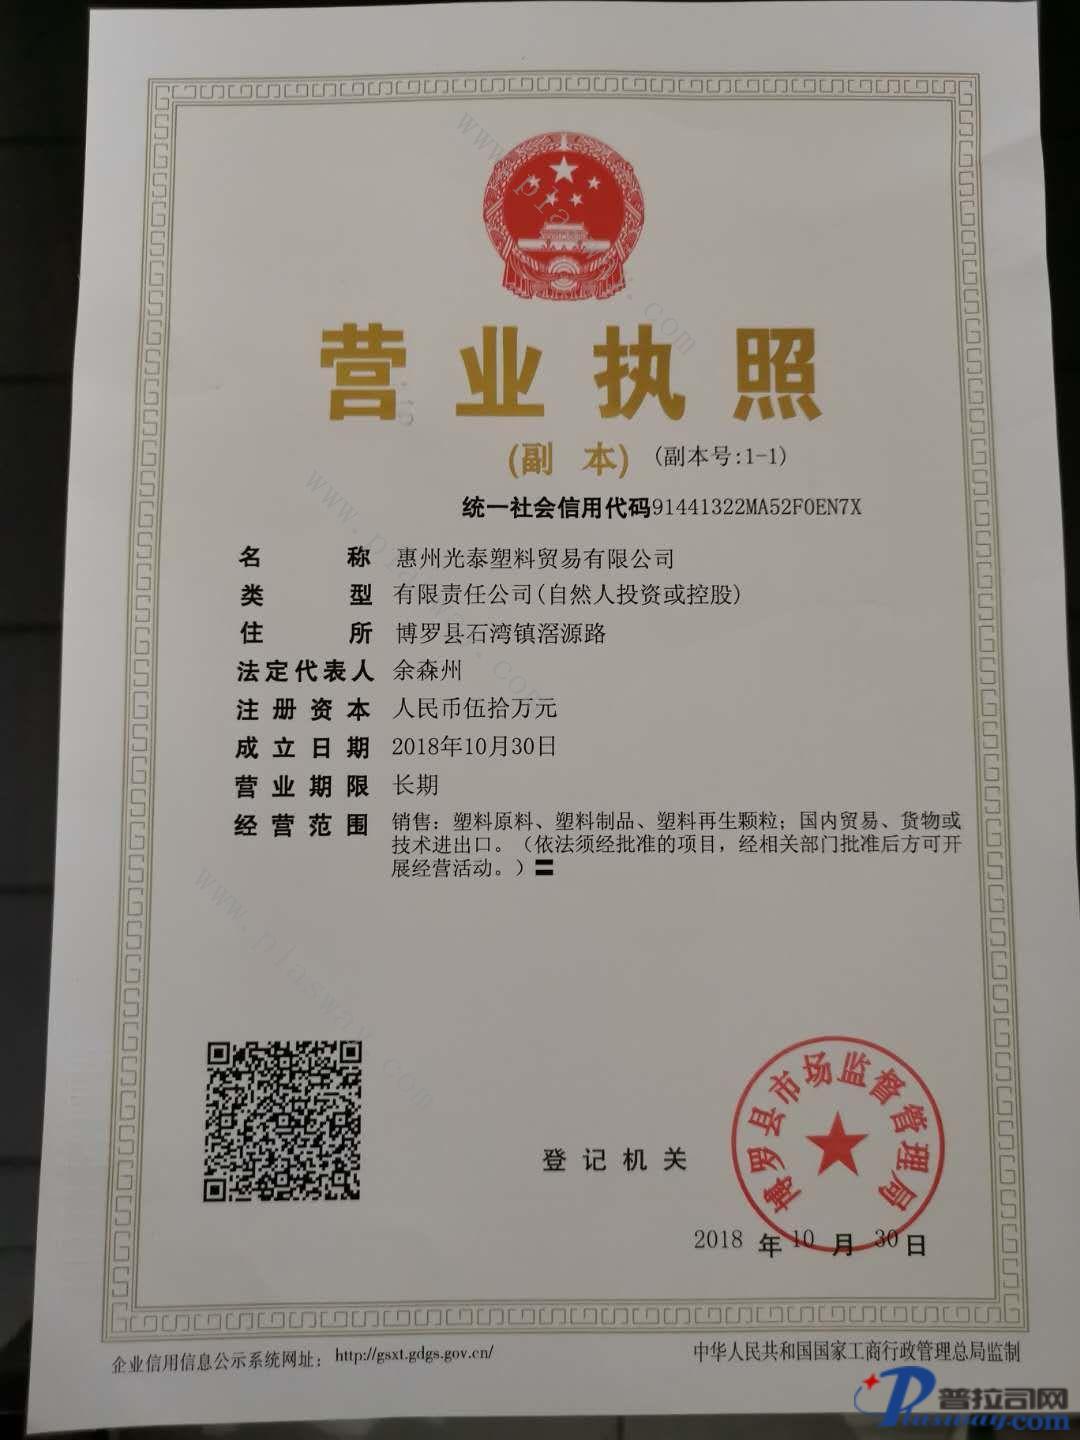 营业执照
(副 本) (副本号:1-1)
统一社会信用代码91441322MA52F0EN7X
名 称 惠州光泰塑料贸易有限公司
类 型 有限责任公司(自然人投资或控股)
住 所 博罗县石湾镇滘源路
法定代表人 余森州
注册资本 人民币伍拾万元
成立日期 2018年10月30日
营业期限 长期
经营范围 销售：塑料原料、塑料制品、塑料再生颗粒；国内贸易、货物或
技术进出口。（依法须经批准的项目，经相关部门批准后方可开
展经营活动。）〓
博罗县市场监督管理局
登记机关
2018 年 10 月 30 日
企业信用信息公示系统网址： http://gsxt.gdgs.gov.cn/
中华人民共和国国家工商行政管理总局监制
普拉司网
Plasway.com
www.plasway.com
www.plasway.com
www.plasway.com